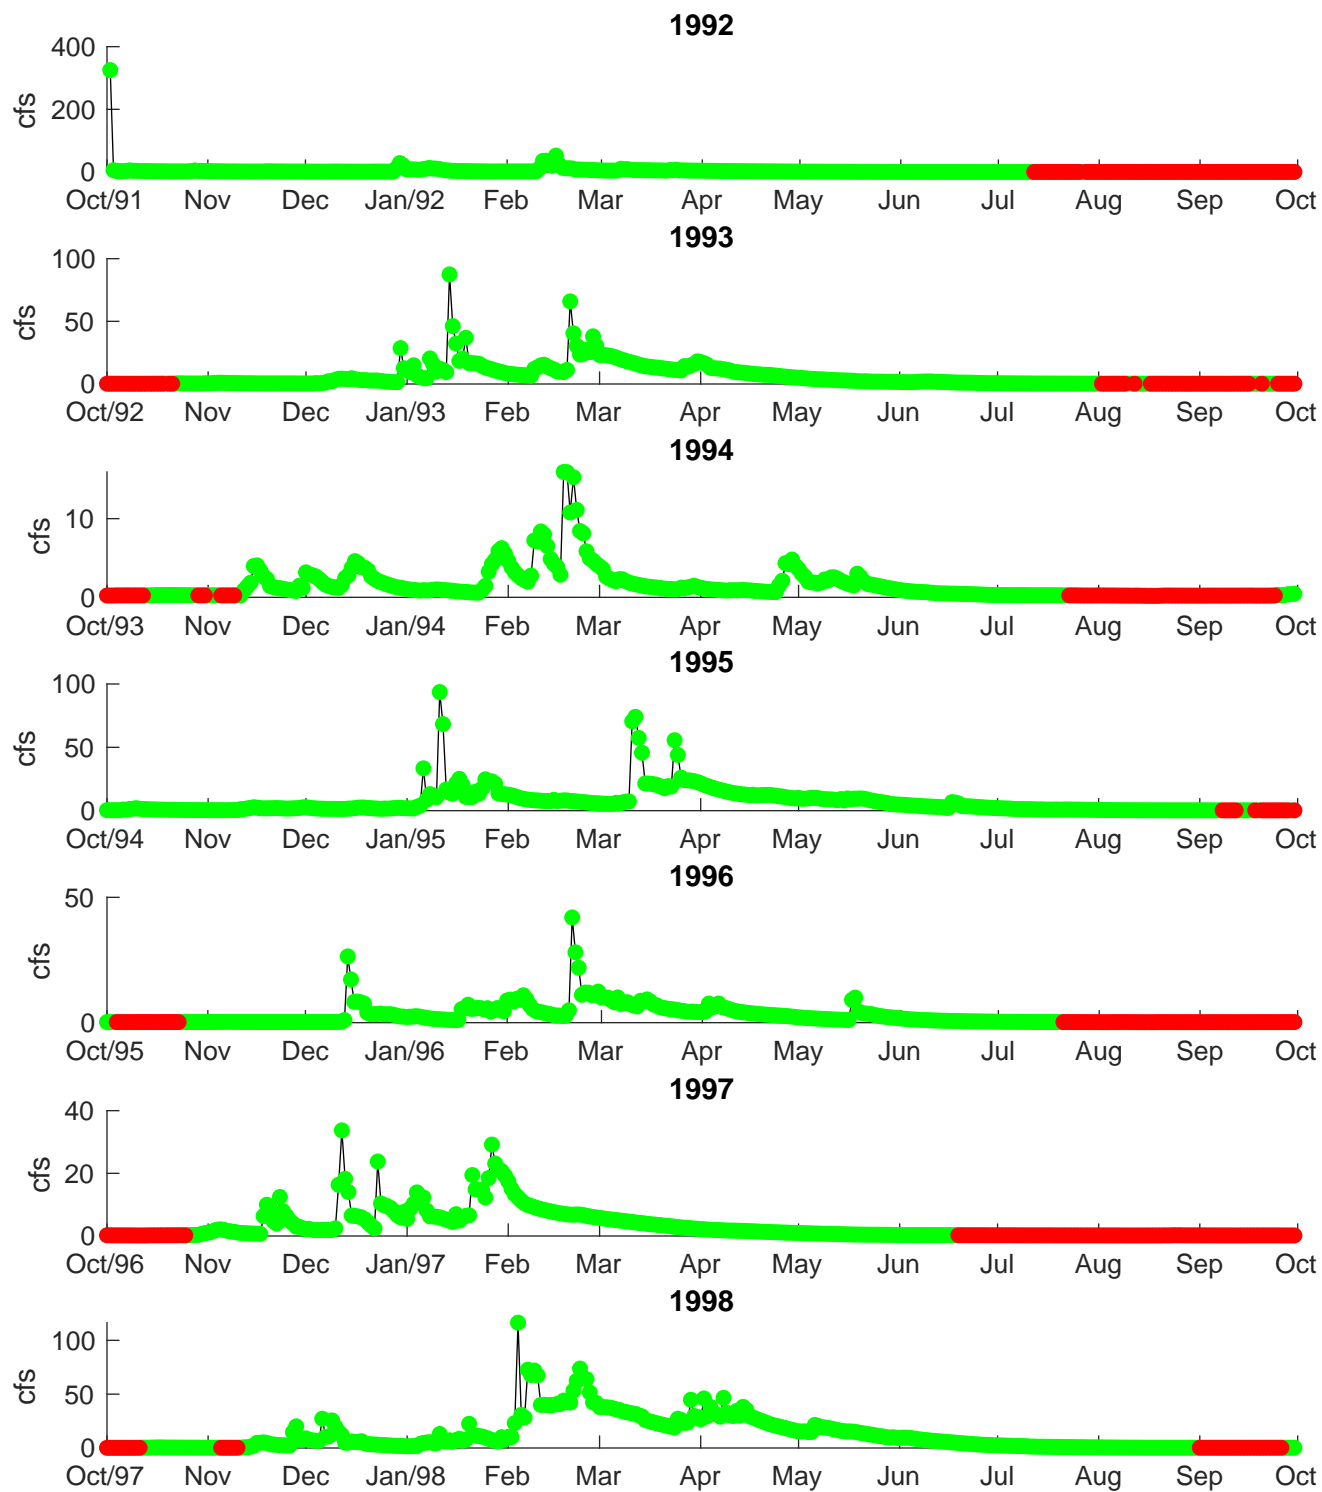 1992
400
200
0
cfs
Oct/91 Nov Dec Jan/92 Feb Mar Apr May Jun Jul Aug Sep Oct
1993
100
50
0
cfs
Oct/92 Nov Dec Jan/93 Feb Mar Apr May Jun Jul Aug Sep Oct
1994
10
0
cfs
Oct/93 Nov Dec Jan/94 Feb Mar Apr May Jun Jul Aug Sep Oct
1995
100
50
0
cfs
Oct/94 Nov Dec Jan/95 Feb Mar Apr May Jun Jul Aug Sep Oct
1996
50
0
cfs
Oct/95 Nov Dec Jan/96 Feb Mar Apr May Jun Jul Aug Sep Oct
1997
40
20
0
cfs
Oct/96 Nov Dec Jan/97 Feb Mar Apr May Jun Jul Aug Sep Oct
1998
100
50
0
cfs
Oct/97 Nov Dec Jan/98 Feb Mar Apr May Jun Jul Aug Sep Oct